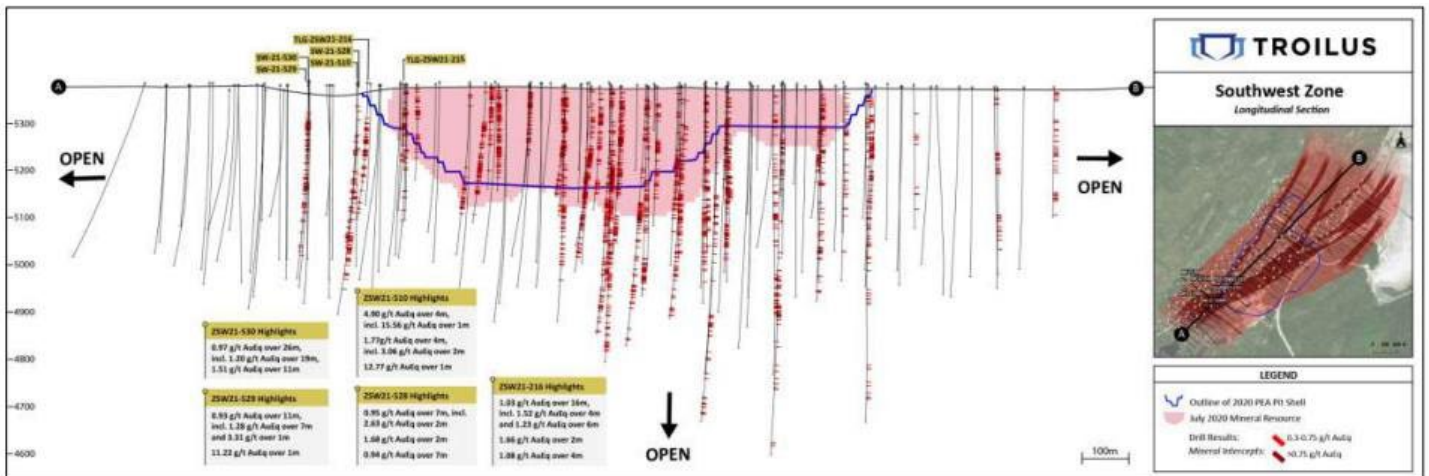 TLG-ZSW21-216
SW-21-528
SW-21-530
SW-21-510
SW-21-529
TLG-ZSW21-215
A
B
5300
5200
5100
5000
4900
4800
4700
4600
OPEN
OPEN
OPEN
100m
ZSW21-530 Highlights
0.97 g/t AuEq over 26m,
incl. 1.20 g/t AuEq over 19m,
1.51 g/t AuEq over 11m
ZSW21-529 Highlights
0.93 g/t AuEq over 11m,
incl. 1.28 g/t AuEq over 7m
and 3.31 g/t over 1m
11.22 g/t AuEq over 1m
ZSW21-510 Highlights
4.90 g/t AuEq over 4m,
incl. 15.56 g/t AuEq over 1m
1.77g/t AuEq over 4m,
incl. 3.06 g/t AuEq over 2m
12.77 g/t AuEq over 1m
ZSW21-528 Highlights
0.95 g/t AuEq over 7m, incl.
2.63 g/t AuEq over 2m
1.68 g/t AuEq over 2m
0.94 g/t AuEq over 7m
ZSW21-216 Highlights
1.03 g/t AuEq over 16m,
incl. 1.52 g/t AuEq over 4m
and 1.23 g/t AuEq over 6m
1.66 g/t AuEq over 2m
1.08 g/t AuEq over 4m
TROILUS
Southwest Zone
Longitudinal Section
B
A
LEGEND
Outline of 2020 PEA Pit Shell
July 2020 Mineral Resource
Drill Results:
Mineral Intercepts:
0.3-0.75 g/t AuEq
>0.75 g/t AuEq